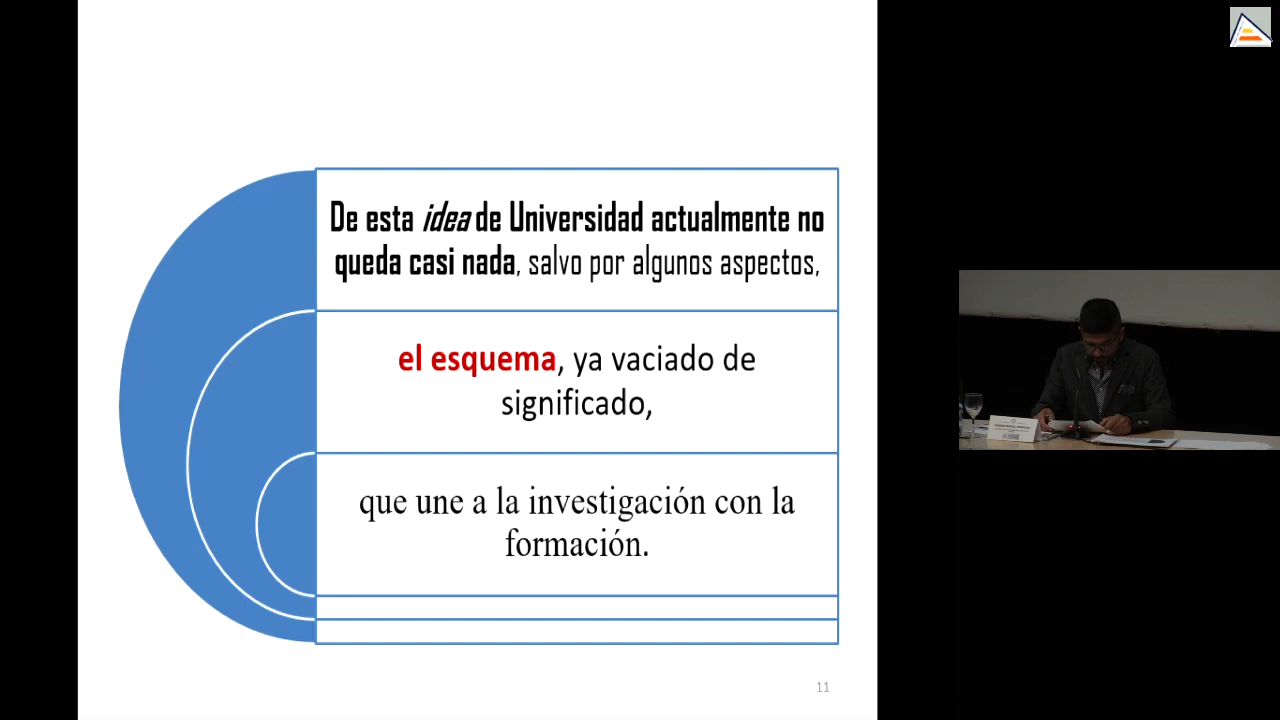 De esta idea de Universidad actualmente no
queda casi nada, salvo por algunos aspectos,
el esquema, ya vaciado de
significado,
que une a la investigación con la
formación.
11